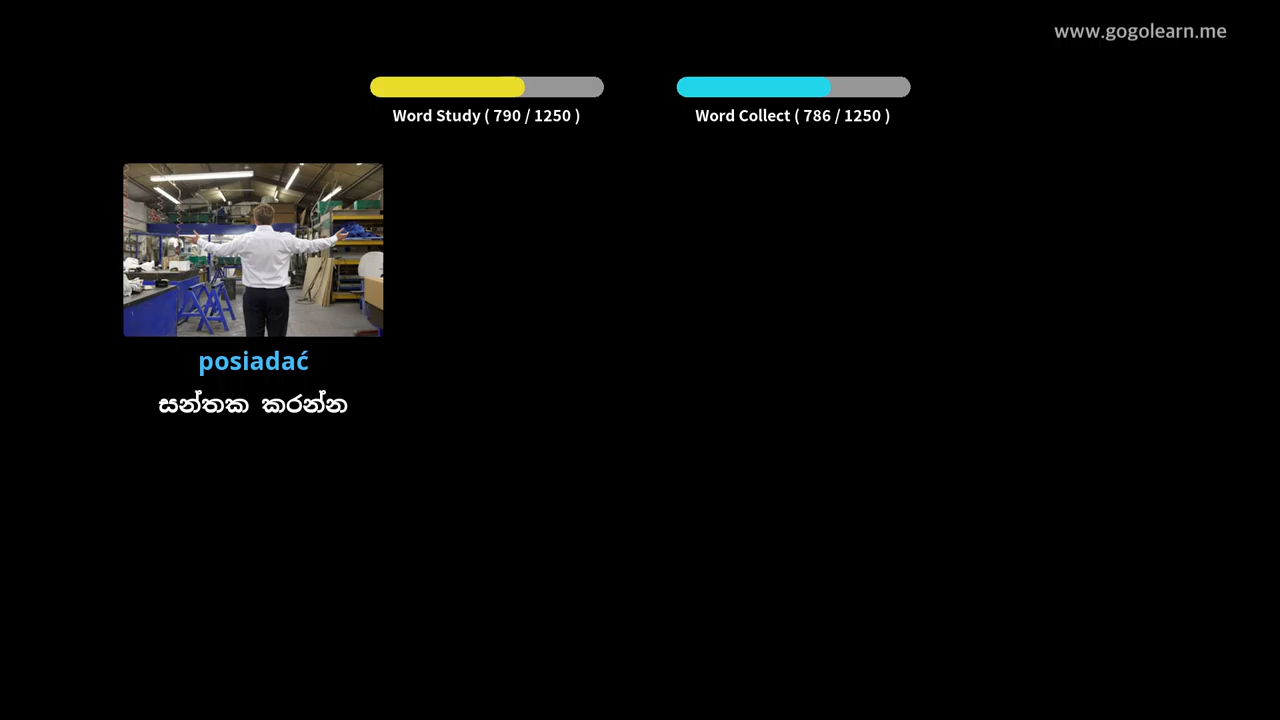 www.gogolearn.me
Word Study ( 790 / 1250 )
Word Collect ( 786 / 1250 )
posiadać
සන්තක කරන්න